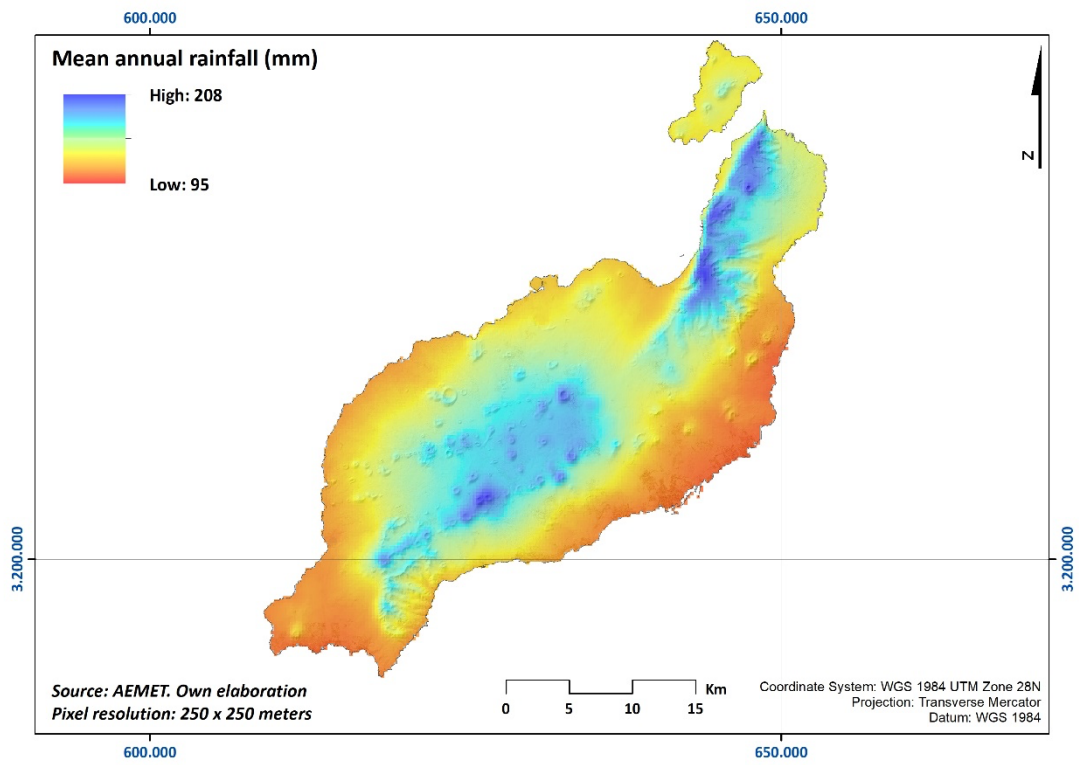 600.000
650.000
Mean annual rainfall (mm)
High: 208
Low: 95
N
3.200.000
3.200.000
Source: AEMET. Own elaboration
Pixel resolution: 250 x 250 meters
Km
0 5 10 15
Coordinate System: WGS 1984 UTM Zone 28N
Projection: Transverse Mercator
Datum: WGS 1984
600.000
650.000